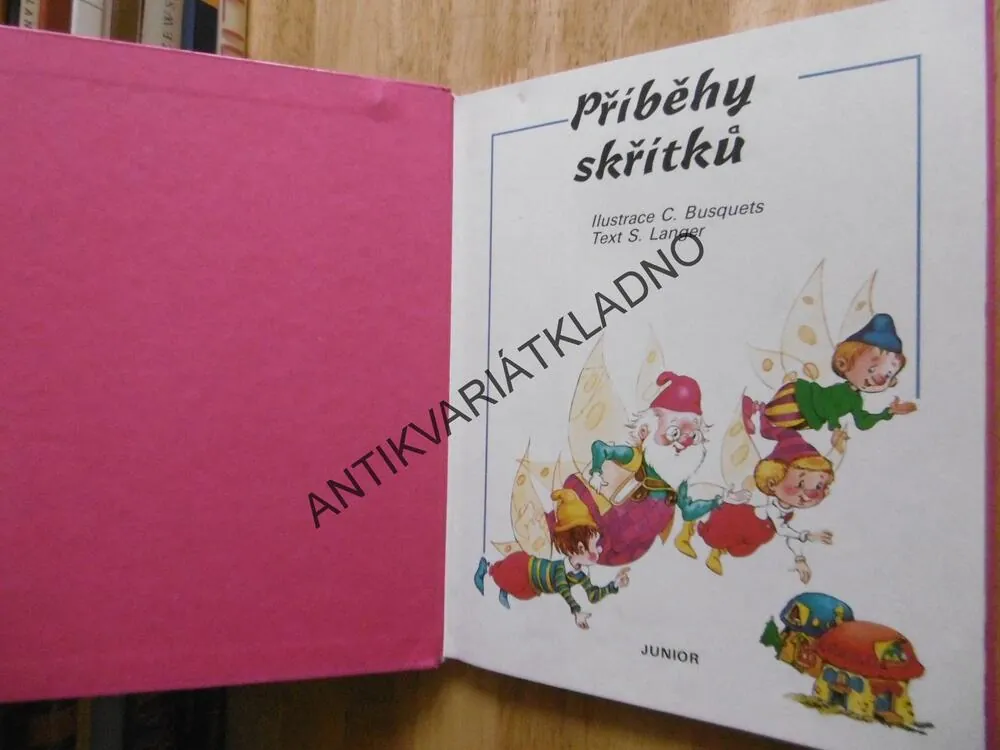 Příběhy
skřítků
Ilustrace C. Busquets
Text S. Langer
ANTIKVARIÁTKLADNO
JUNIOR